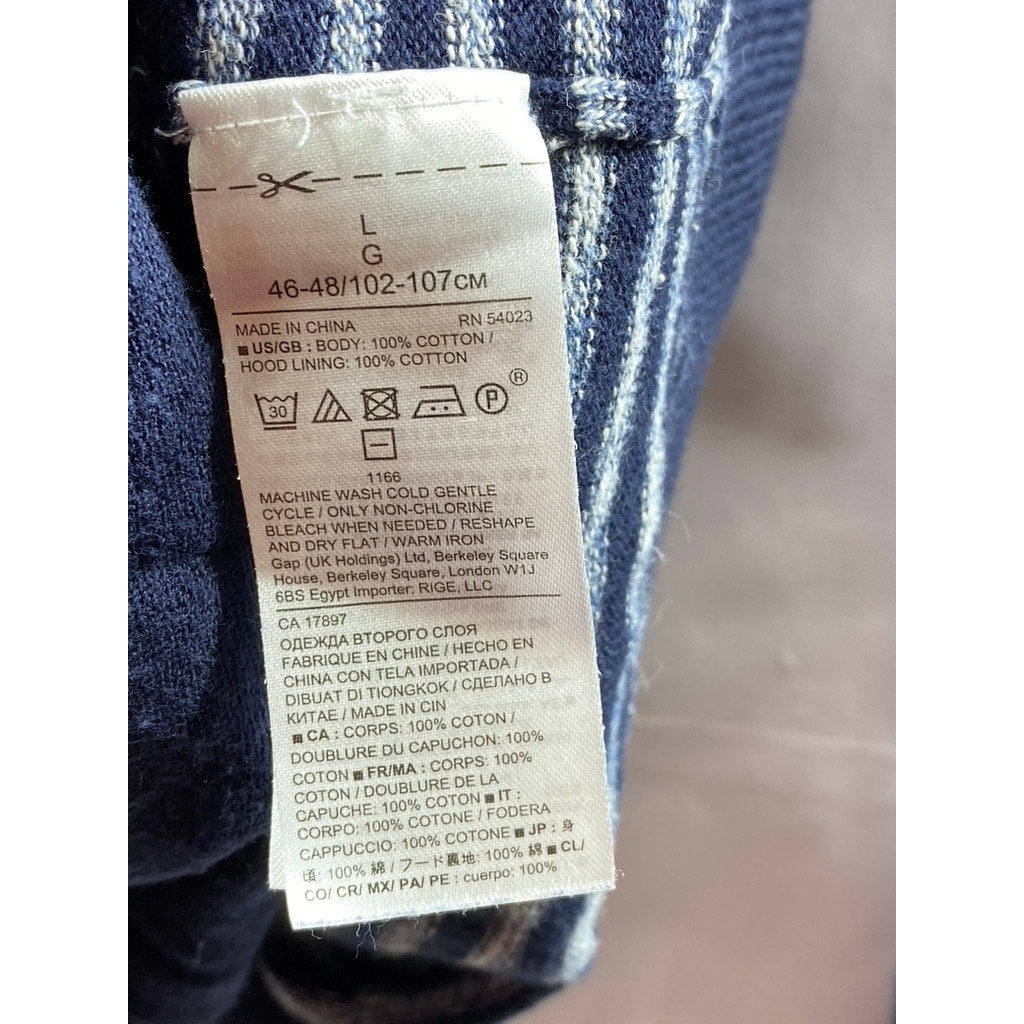 L
G
46-48/102-107CM
MADE IN CHINA RN 54023
■ US/GB : BODY: 100% COTTON /
HOOD LINING: 100% COTTON
30 P ®
1166
MACHINE WASH COLD GENTLE
CYCLE / ONLY NON-CHLORINE
BLEACH WHEN NEEDED / RESHAPE
AND DRY FLAT / WARM IRON
Gap (UK Holdings) Ltd, Berkeley Square
House, Berkeley Square, London W1J
6BS Egypt Importer: RIGE, LLC
CA 17897
ОДЕЖДА ВТОРОГО СЛОЯ
FABRIQUE EN CHINE / HECHO EN
CHINA CON TELA IMPORTADA /
DIBUAT DI TIONGKOK / СДЕЛАНО В
КИТАЕ / MADE IN CIN
■ CA : CORPS: 100% COTON /
DOUBLURE DU CAPUCHON: 100%
COTON ■ FR/MA : CORPS: 100%
COTON / DOUBLURE DE LA
CAPUCHE: 100% COTON ■ IT :
CORPO: 100% COTONE / FODERA
CAPPUCCIO: 100% COTONE ■ JP : 身
頃: 100% 綿 / フード裏地: 100% 綿 ■ CL/
CO/ CR/ MX/ PA/ PE : cuerpo: 100%